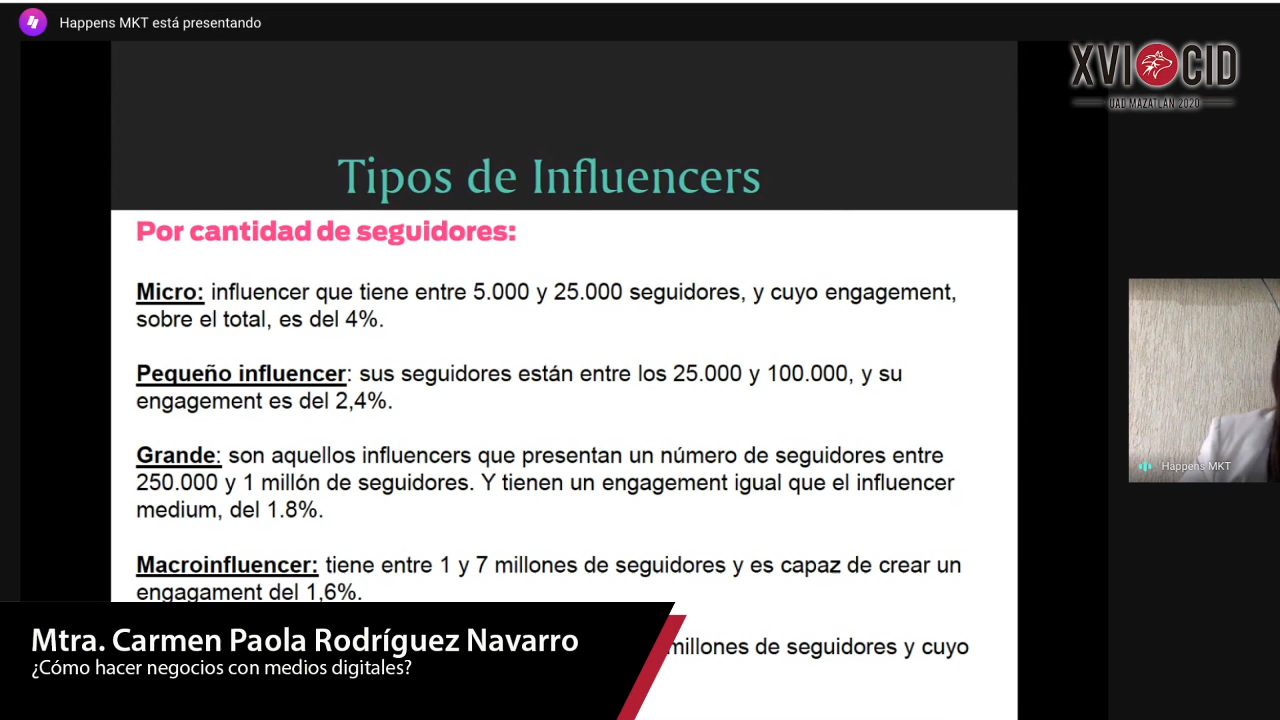 Happens MKT está presentando
XVI CID
UAD MAZATLÁN 2020
Tipos de Influencers
Por cantidad de seguidores:
Micro: influencer que tiene entre 5.000 y 25.000 seguidores, y cuyo engagement,
sobre el total, es del 4%.
Pequeño influencer: sus seguidores están entre los 25.000 y 100.000, y su
engagement es del 2,4%.
Grande: son aquellos influencers que presentan un número de seguidores entre
250.000 y 1 millón de seguidores. Y tienen un engagement igual que el influencer
medium, del 1.8%.
Macroinfluencer: tiene entre 1 y 7 millones de seguidores y es capaz de crear un
engagament del 1,6%.
millones de seguidores y cuyo
Happens MKT
Mtra. Carmen Paola Rodríguez Navarro
¿Cómo hacer negocios con medios digitales?